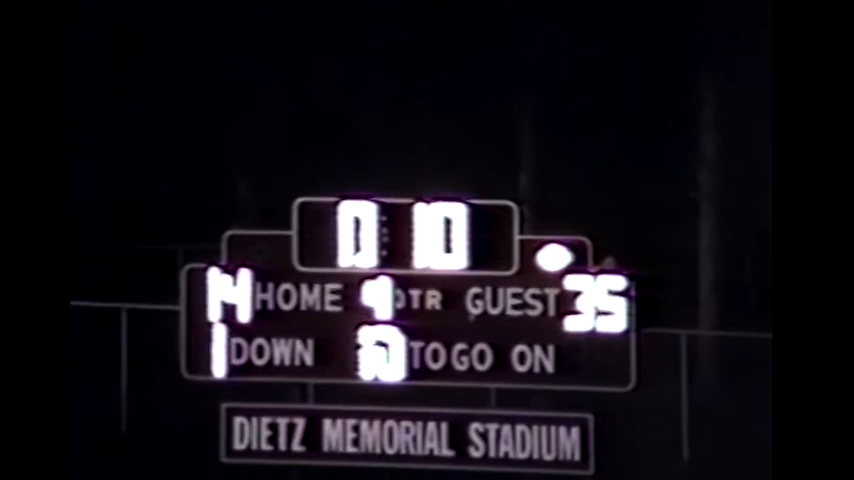 0:10
14 HOME 4 QTR GUEST 35
1 DOWN 10 TO GO ON
DIETZ MEMORIAL STADIUM